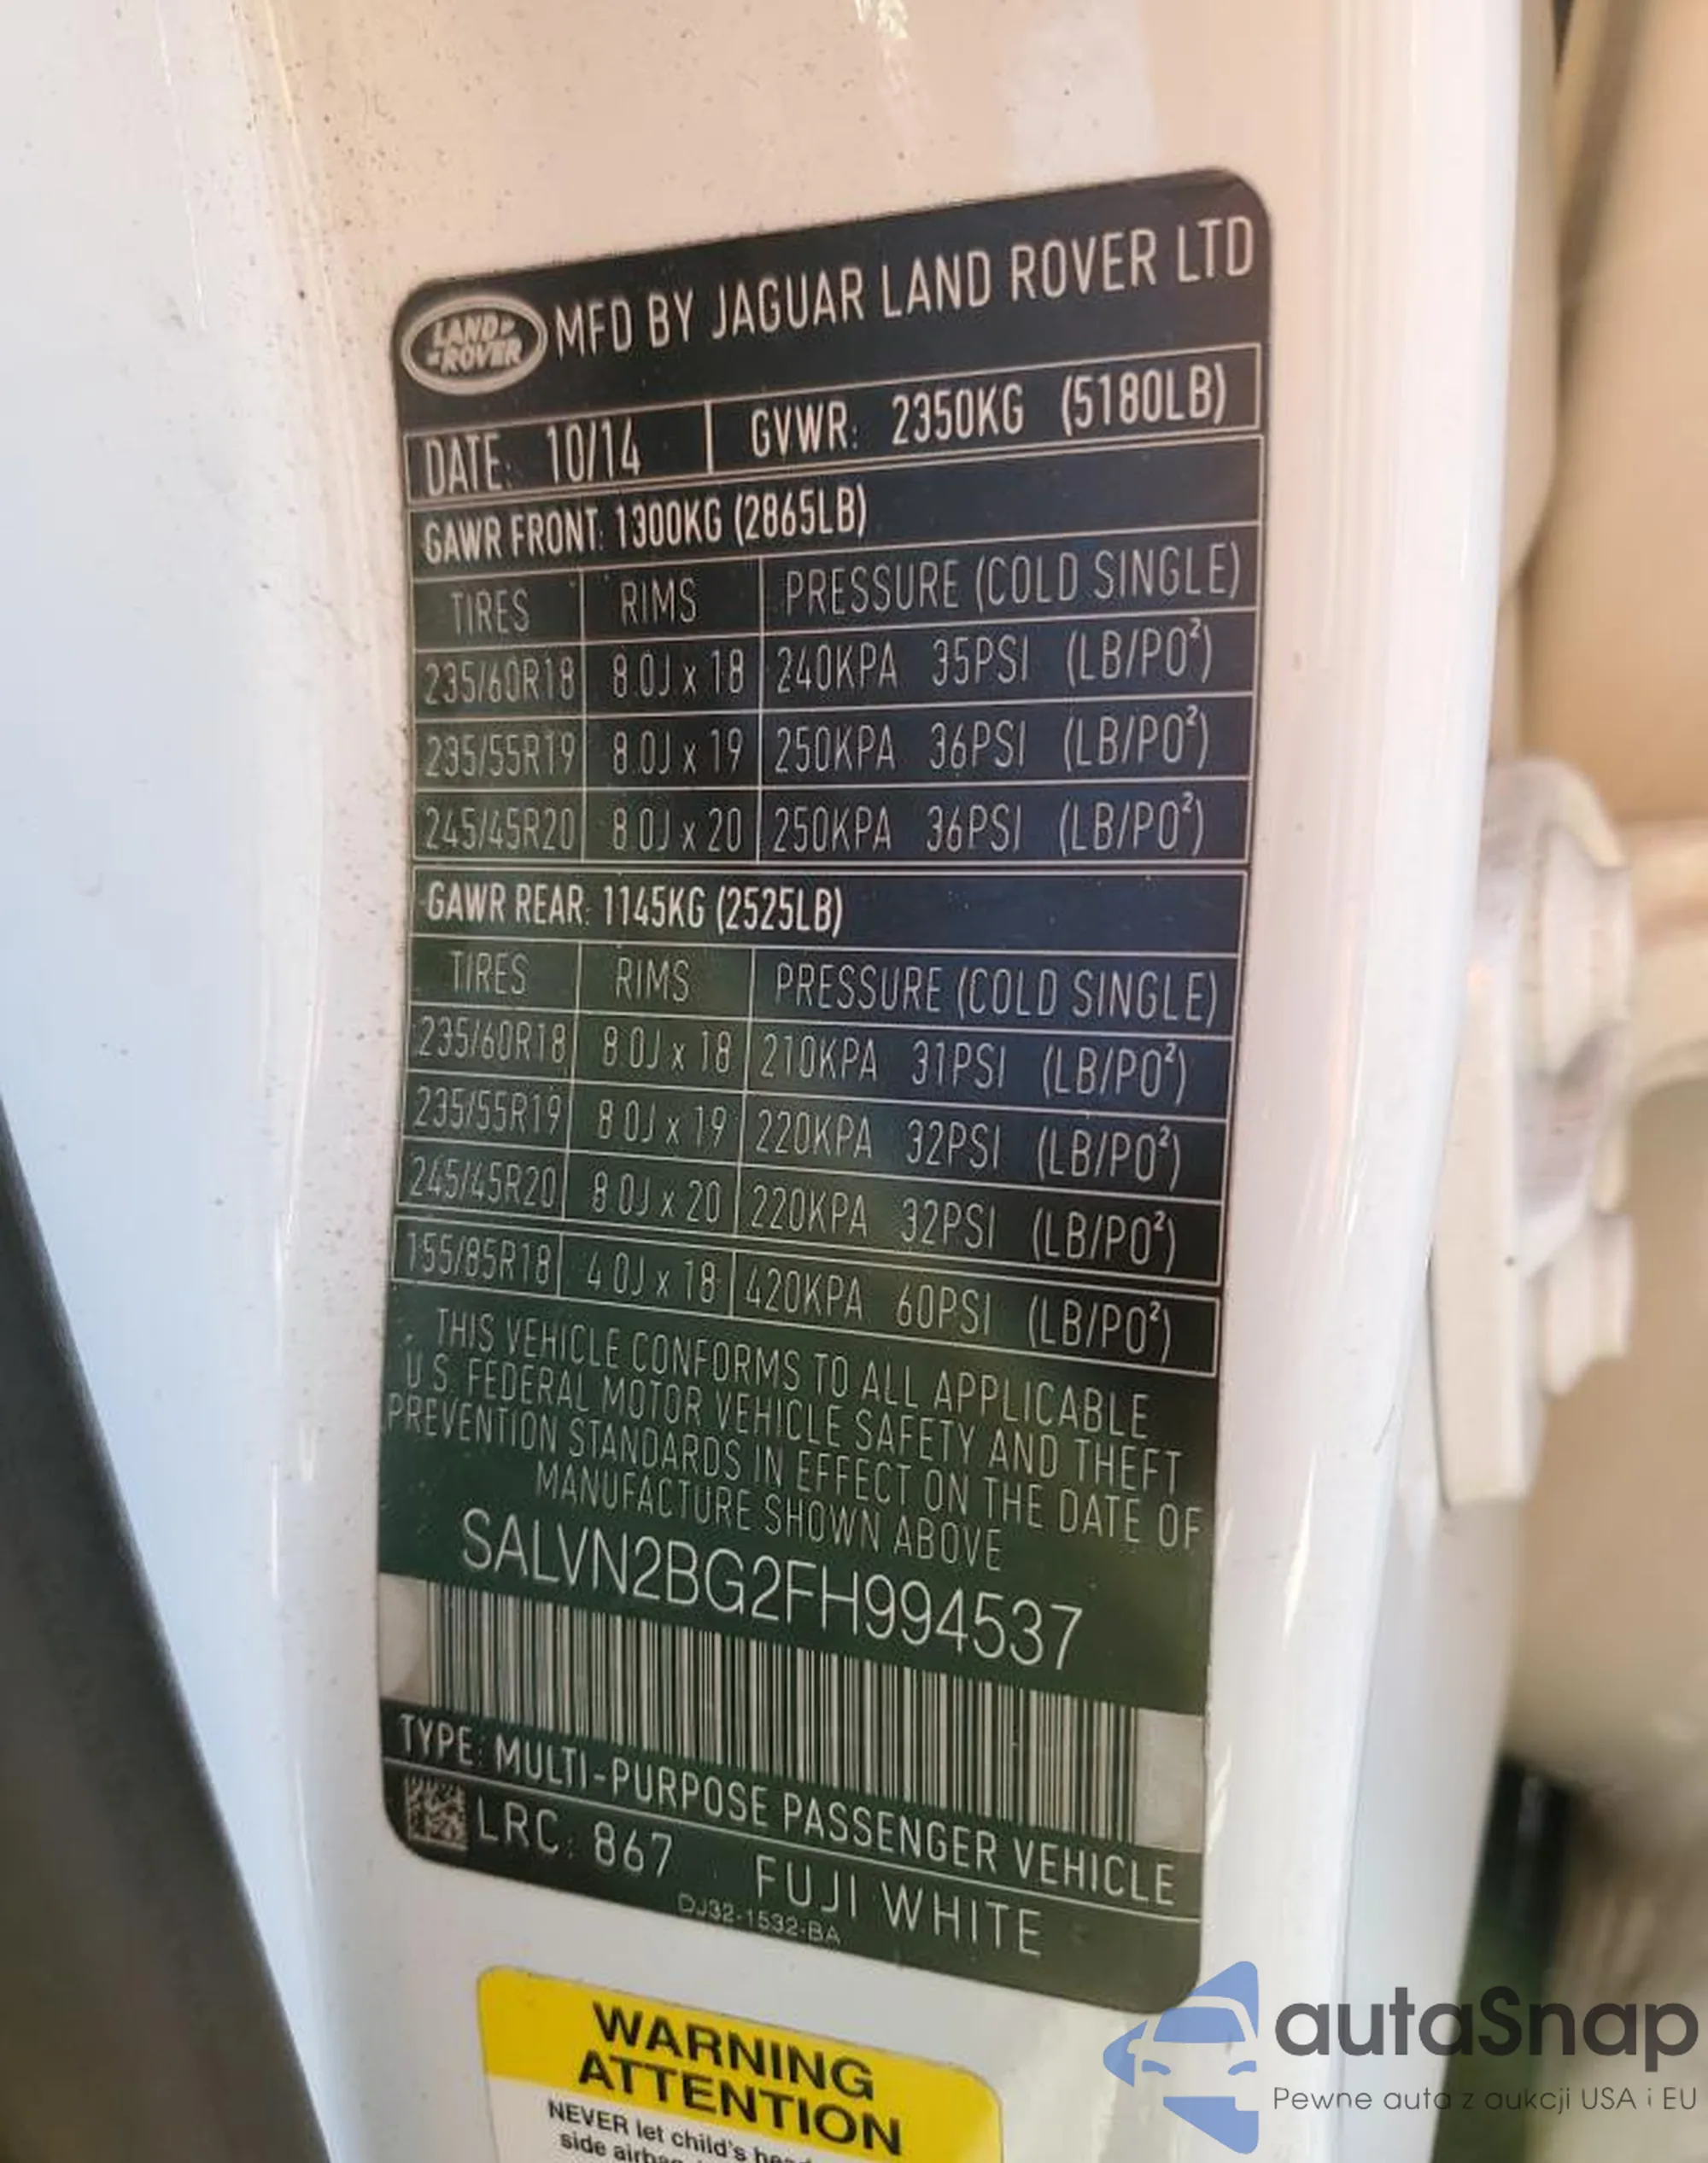 LAND ROVER MFD BY JAGUAR LAND ROVER LTD
DATE: 10/14 GVWR: 2350KG (5180LB)
GAWR FRONT: 1300KG (2865LB)
TIRES RIMS PRESSURE (COLD SINGLE)
235/60R18 8.0J x 18 240KPA 35PSI (LB/PO²)
235/55R19 8.0J x 19 250KPA 36PSI (LB/PO²)
245/45R20 8.0J x 20 250KPA 36PSI (LB/PO²)
GAWR REAR: 1145KG (2525LB)
TIRES RIMS PRESSURE (COLD SINGLE)
235/60R18 8.0J x 18 210KPA 31PSI (LB/PO²)
235/55R19 8.0J x 19 220KPA 32PSI (LB/PO²)
245/45R20 8.0J x 20 220KPA 32PSI (LB/PO²)
155/85R18 4.0J x 18 420KPA 60PSI (LB/PO²)
THIS VEHICLE CONFORMS TO ALL APPLICABLE
U.S. FEDERAL MOTOR VEHICLE SAFETY AND THEFT
PREVENTION STANDARDS IN EFFECT ON THE DATE OF
MANUFACTURE SHOWN ABOVE
SALVN2BG2FH994537
TYPE: MULTI-PURPOSE PASSENGER VEHICLE
LRC: 867 FUJI WHITE
DJ32-1532-BA
WARNING
ATTENTION
NEVER let child's
side
autaSnap
Pewne auta z aukcji USA i EU